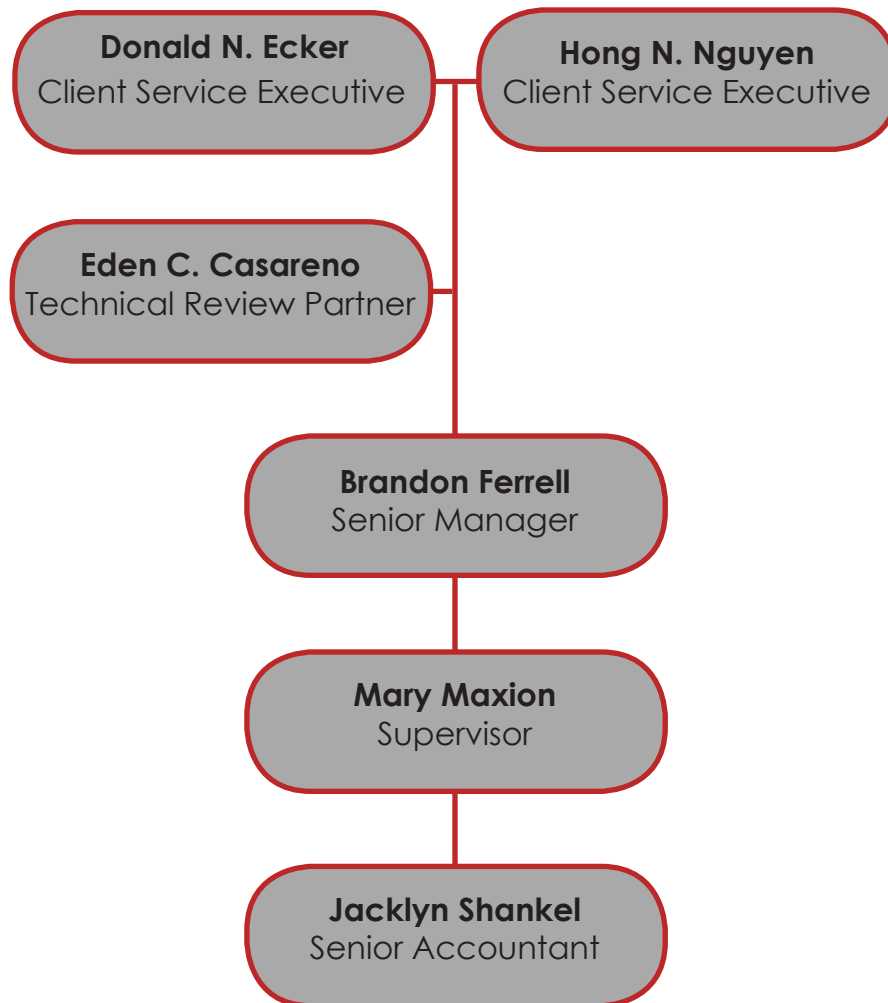 Donald N. Ecker
Client Service Executive
Hong N. Nguyen
Client Service Executive
Eden C. Casareno
Technical Review Partner
Brandon Ferrell
Senior Manager
Mary Maxion
Supervisor
Jacklyn Shankel
Senior Accountant